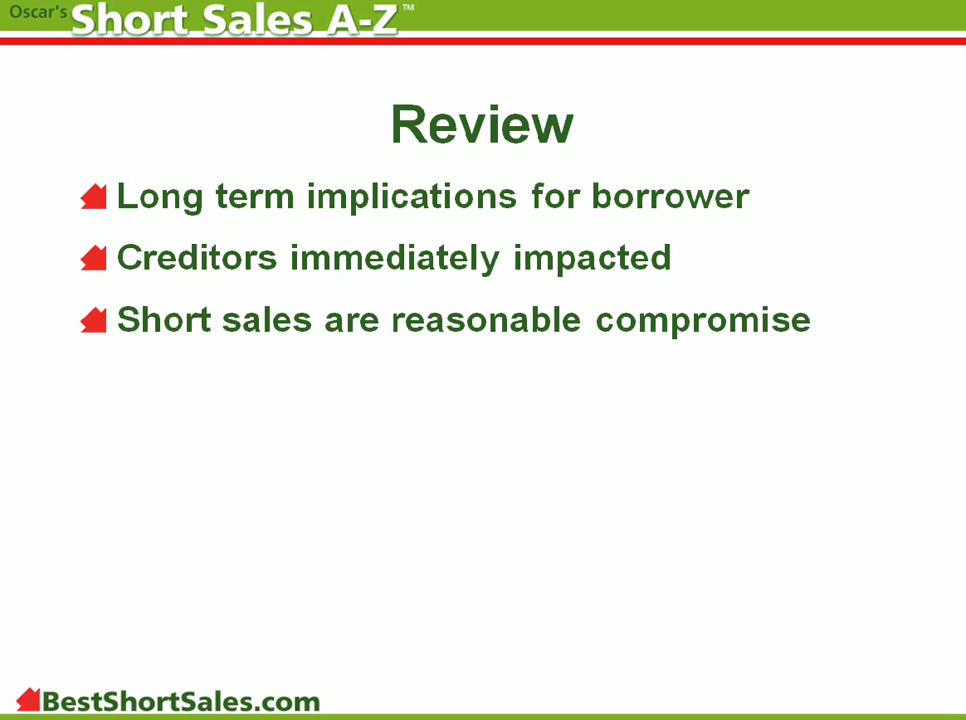 Oscar's Short Sales A-Z™
Review
Long term implications for borrower
Creditors immediately impacted
Short sales are reasonable compromise
BestShortSales.com